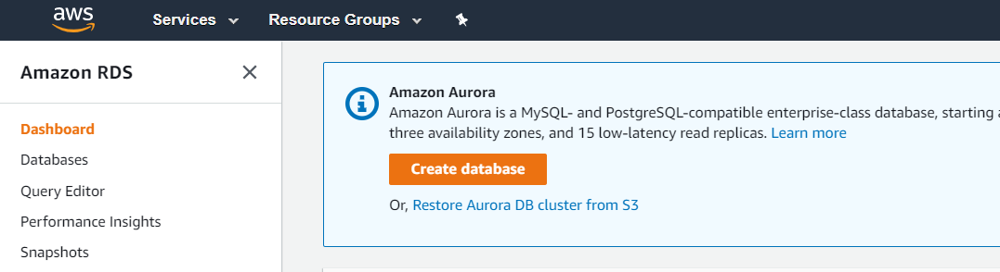 aws Services Resource Groups
Amazon RDS
Dashboard
Databases
Query Editor
Performance Insights
Snapshots
Amazon Aurora
Amazon Aurora is a MySQL- and PostgreSQL-compatible enterprise-class database, starting
three availability zones, and 15 low-latency read replicas. Learn more
Create database
Or, Restore Aurora DB cluster from S3